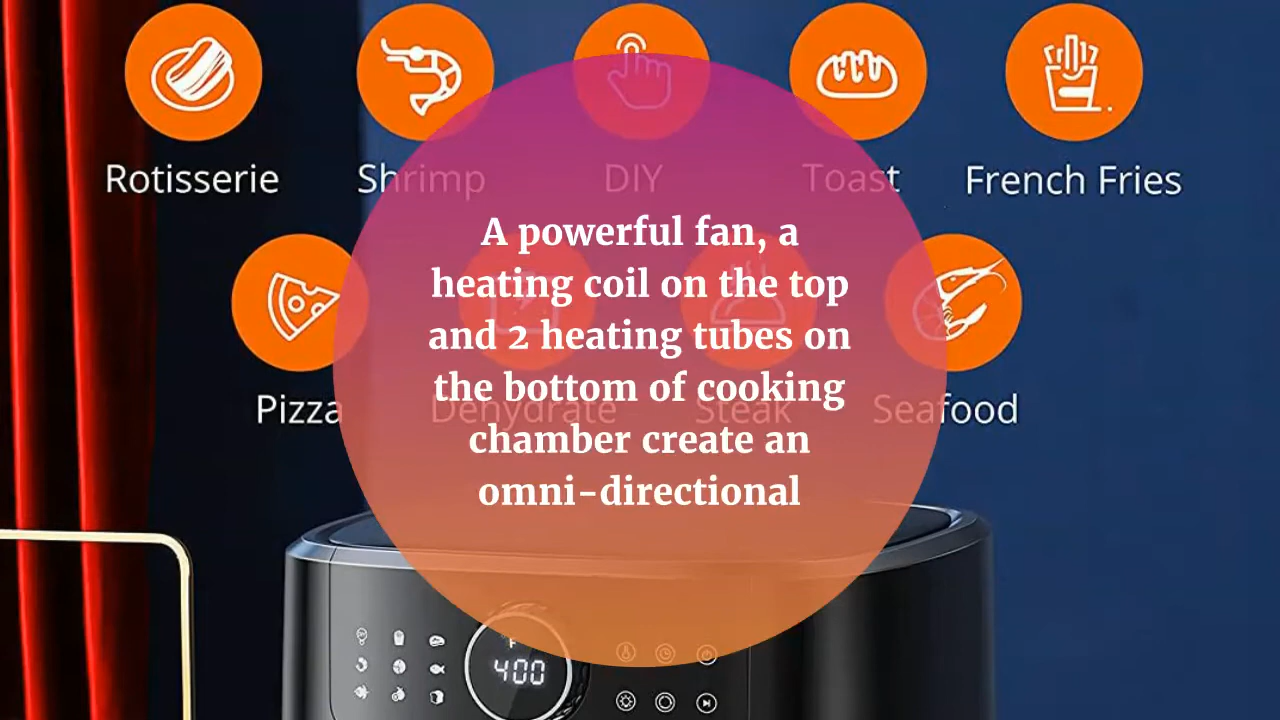 Rotisserie Shrimp DIY Toast French Fries
A powerful fan, a
heating coil on the top
and 2 heating tubes on
the bottom of cooking
chamber create an
omni-directional
Pizza Dehydrate Steak Seafood
°F
400